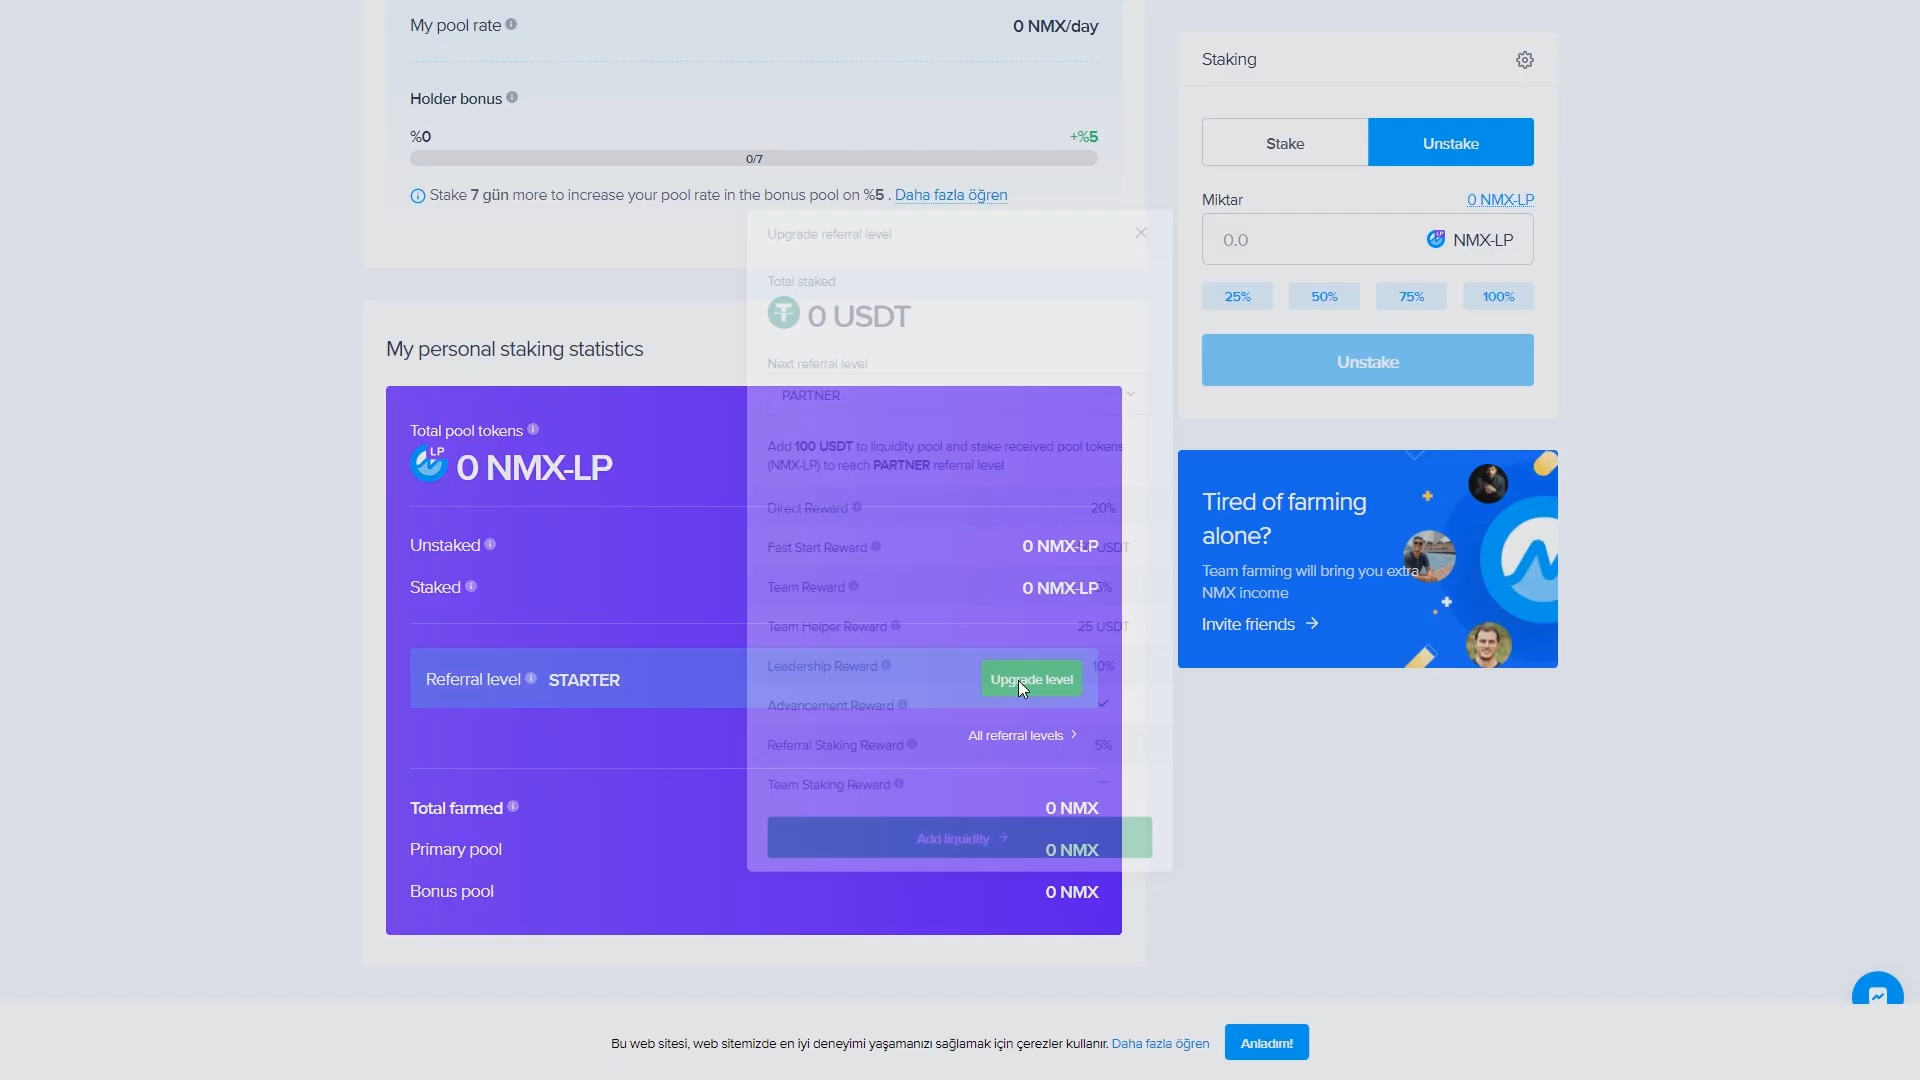 My pool rate
0 NMX/day
Holder bonus
%0
+%5
0/7
Stake 7 gün more to increase your pool rate in the bonus pool on %5 . Daha fazla öğren
My personal staking statistics
Total pool tokens
LP
0 NMX-LP
Unstaked
0 NMX-LP
Staked
0 NMX-LP
Referral level
STARTER
Upgrade level
All referral levels
Total farmed
0 NMX
Primary pool
0 NMX
Bonus pool
0 NMX
Upgrade referral level
Total staked
0 USDT
Next referral level
PARTNER
Add 100 USDT to liquidity pool and stake received pool tokens
(NMX-LP) to reach PARTNER referral level
Direct Reward
20%
Fast Start Reward
USDT
Team Reward
Team Helper Reward
25 USDT
Leadership Reward
10%
Advancement Reward
Referral Staking Reward
5%
Team Staking Reward
–
Add liquidity
Staking
Stake
Unstake
Miktar
0 NMX-LP
0.0
LP
NMX-LP
25%
50%
75%
100%
Unstake
Tired of farming
alone?
Team farming will bring you extra
NMX income
Invite friends
Bu web sitesi, web sitemizde en iyi deneyimi yaşamanızı sağlamak için çerezler kullanır. Daha fazla öğren
Anladım!